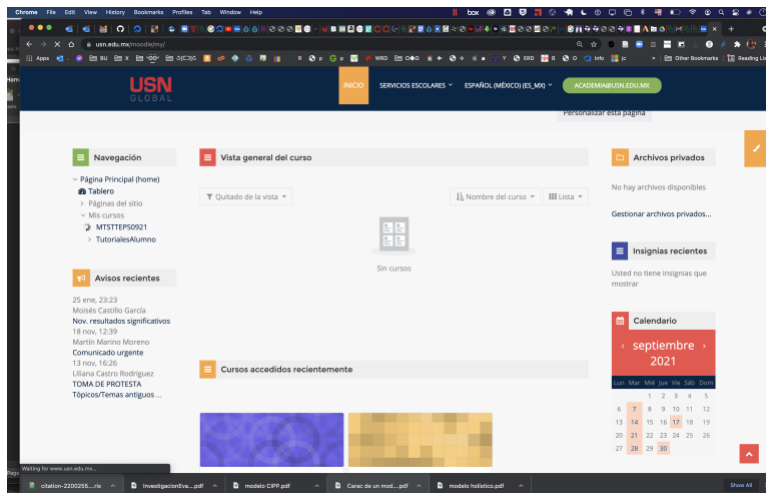 Chrome File Edit View History Bookmarks Profiles Tab Window Help
usn.edu.mx/moodle/my/
Apps
Other Bookmarks
Reading Lis
USN
GLOBAL
INICIO
SERVICIOS ESCOLARES
ESPAÑOL (MÉXICO) (ES_MX)
ACADEMIA@USN.EDU.MX
Personalizar esta página
Navegación
Página Principal (home)
Tablero
Páginas del sitio
Mis cursos
MTSTTEPS0921
TutorialesAlumno
Avisos recientes
25 ene, 23:23
Moisés Castillo García
Nov. resultados significativos
18 nov, 12:39
Martín Marino Moreno
Comunicado urgente
13 nov, 16:26
Liliana Castro Rodriguez
TOMA DE PROTESTA
Tópicos/Temas antiguos ...
Vista general del curso
Quitado de la vista
Nombre del curso
Lista
Sin cursos
Cursos accedidos recientemente
Archivos privados
No hay archivos disponibles
Gestionar archivos privados...
Insignias recientes
Usted no tiene insignias que
mostrar
Calendario
septiembre
2021
Lun Mar Mié Jue Vie Sáb Dom
1 2 3 4 5
6 7 8 9 10 11 12
13 14 15 16 17 18 19
20 21 22 23 24 25 26
27 28 29 30
Waiting for www.usn.edu.mx...
citation-2200255....ris
InvestigacionEva....pdf
modelo CIPP.pdf
Carac de un mod....pdf
modelo holistico.pdf
Show All